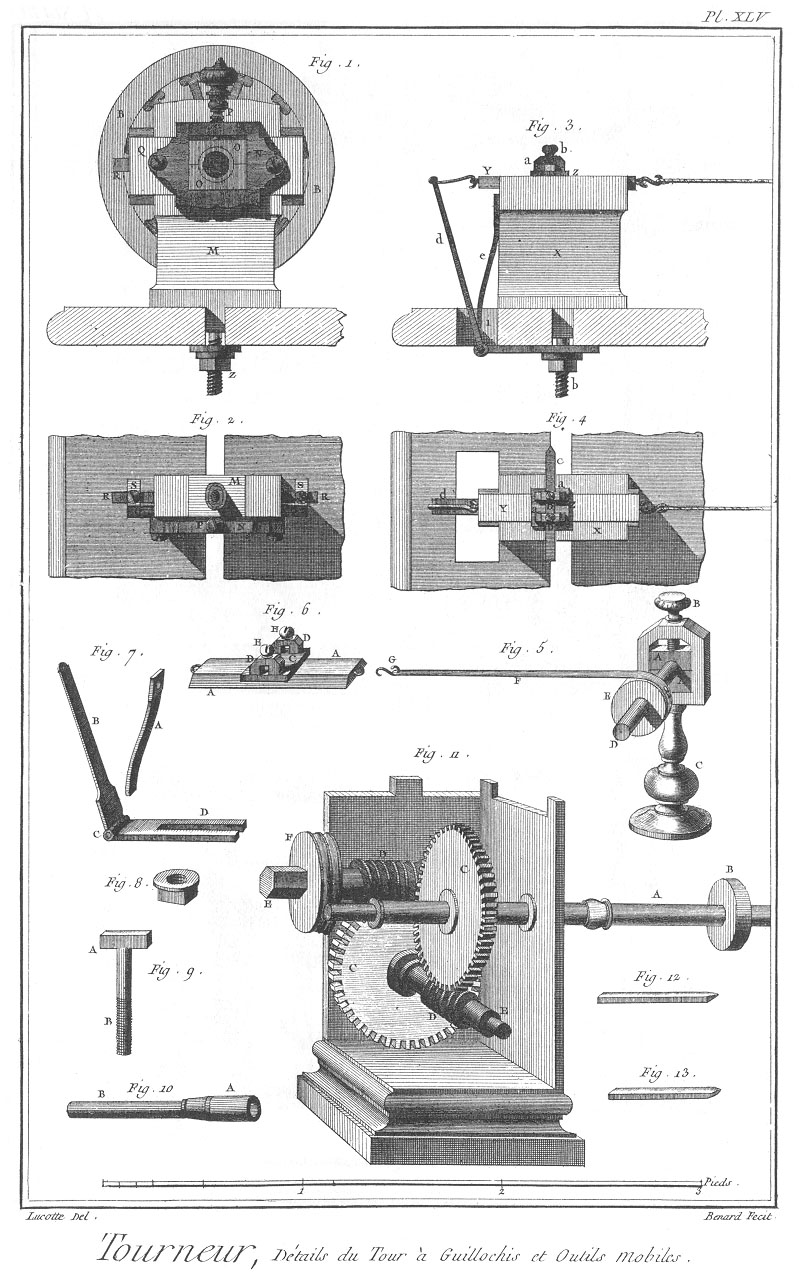 Pl. XLV
Fig. 1.
B
P
Q
O
N
R
O
B
M
Z
Fig. 3.
b
a
Z
Y
d
e
X
b
Fig. 2.
S
M
S
R
R
P
N
Fig. 4
C
a
d
Y
X
Fig. 6.
H
D
H
D
G
A
A
Fig. 7.
B
A
D
C
Fig. 5.
B
G
A
F
E
D
C
Fig. 8.
Fig. 9.
A
B
Fig. 10
B
A
Fig. 11.
F
D
C
E
A
B
C
D
E
Fig. 12.
Fig. 13.
1
2
3
Pieds.
Lucotte Del.
Benard Fecit
Tourneur, Détails du Tour à Guillochis et Outils mobiles.